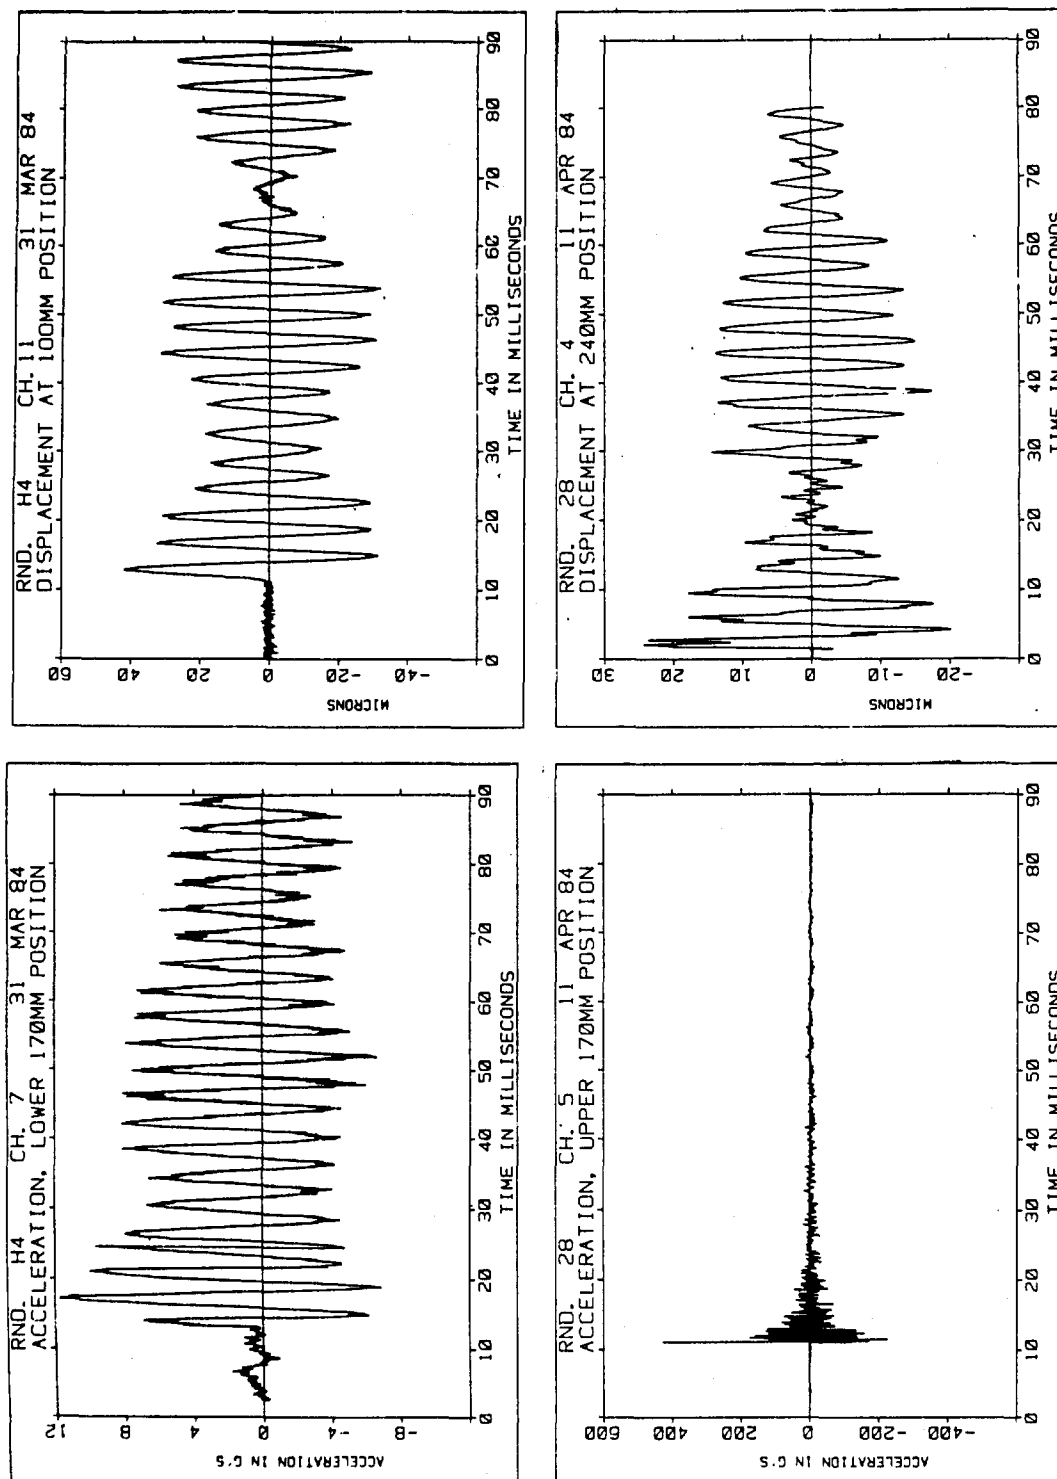 RND. H4 CH. 11 31 MAR 84
DISPLACEMENT AT 100MM POSITION
60
40
20
0
-20
-40
MICRONS
0 10 20 30 40 50 60 70 80 90
TIME IN MILLISECONDS
RND. 28 CH. 4 11 APR 84
DISPLACEMENT AT 240MM POSITION
30
20
10
0
-10
-20
MICRONS
0 10 20 30 40 50 60 70 80 90
TIME IN MILLISECONDS
RND. H4 CH. 7 31 MAR 84
ACCELERATION, LOWER 170MM POSITION
12
8
4
0
-4
-8
ACCELERATION IN G'S
0 10 20 30 40 50 60 70 80 90
TIME IN MILLISECONDS
RND. 28 CH. 5 11 APR 84
ACCELERATION, UPPER 170MM POSITION
600
400
200
0
-200
-400
ACCELERATION IN G'S
0 10 20 30 40 50 60 70 80 90
TIME IN MILLISECONDS